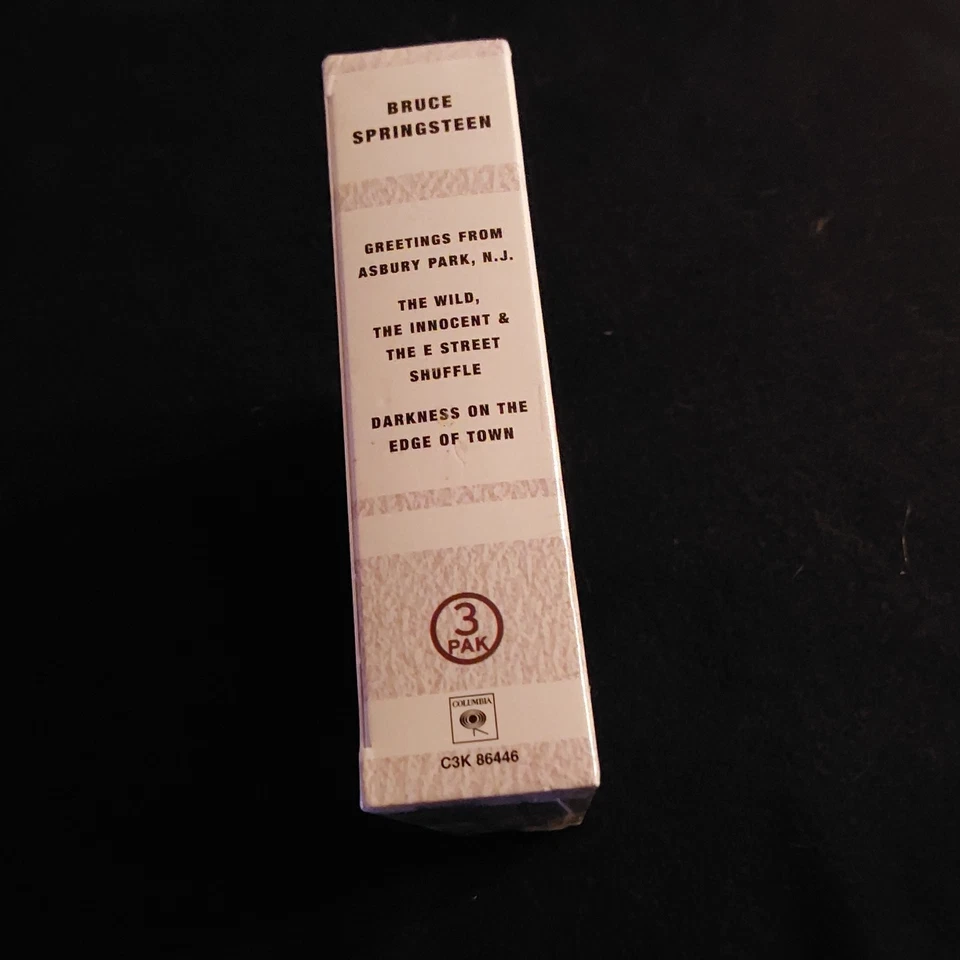 BRUCE
SPRINGSTEEN
GREETINGS FROM
ASBURY PARK, N.J.
THE WILD,
THE INNOCENT &
THE E STREET
SHUFFLE
DARKNESS ON THE
EDGE OF TOWN
3
PAK
COLUMBIA
C3K 86446